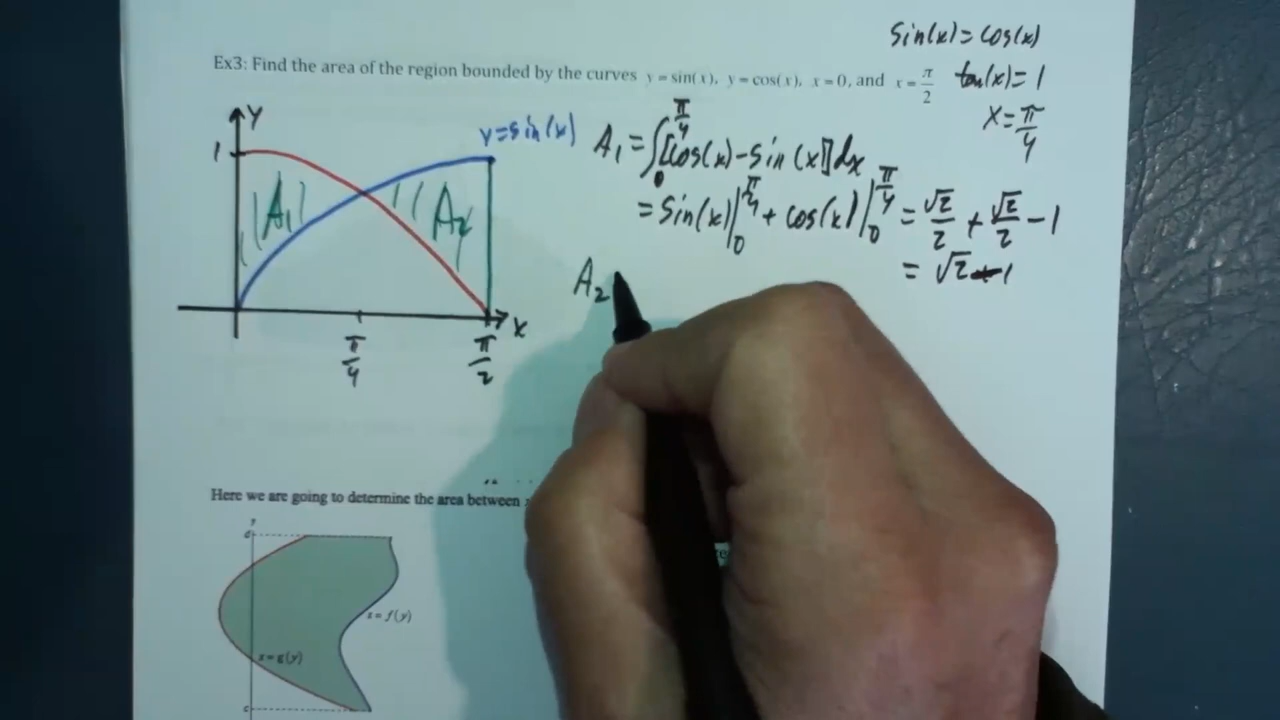 sin(x) = cos(x)
Ex3: Find the area of the region bounded by the curves y = sin(x), y = cos(x), x = 0, and x = π/2
tan(x) = 1
x = π/4
Y
1
y = sin(x)
A₁
A₂
π/4
π/2
x
A₁ = ∫₀^(π/4) [cos(x) - sin(x)] dx
= sin(x)|₀^(π/4) + cos(x)|₀^(π/4) = √2/2 + √2/2 - 1
= √2 - 1
A₂
Here we are going to determine the area between
y
d
x = f(y)
x = g(y)
c